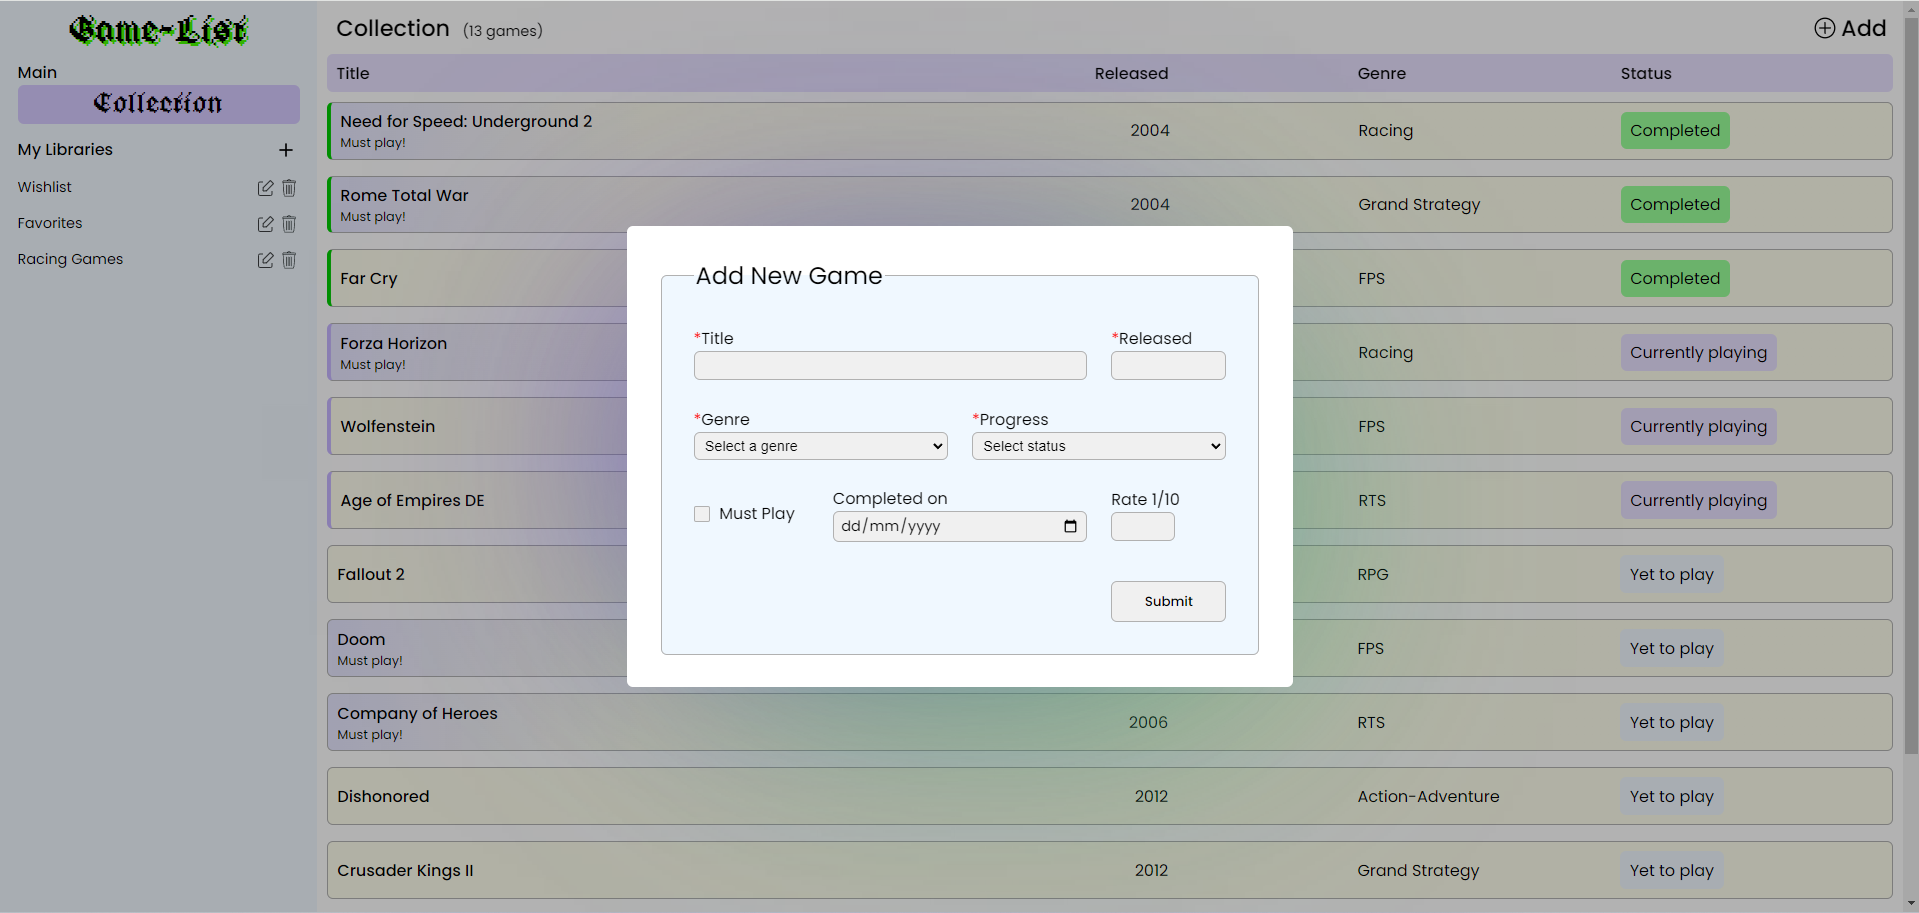 Game-List
Main
Collection
My Libraries
Wishlist
Favorites
Racing Games
Collection (13 games)
Add
Title Released Genre Status
Need for Speed: Underground 2
Must play!
2004 Racing Completed
Rome Total War
Must play!
2004 Grand Strategy Completed
Far Cry FPS Completed
Forza Horizon
Must play!
Racing Currently playing
Wolfenstein FPS Currently playing
Age of Empires DE RTS Currently playing
Fallout 2 RPG Yet to play
Doom
Must play!
FPS Yet to play
Company of Heroes
Must play!
2006 RTS Yet to play
Dishonored 2012 Action-Adventure Yet to play
Crusader Kings II 2012 Grand Strategy Yet to play
Add New Game
*Title *Released
*Genre *Progress
Select a genre Select status
Must Play
Completed on
dd/mm/yyyy
Rate 1/10
Submit